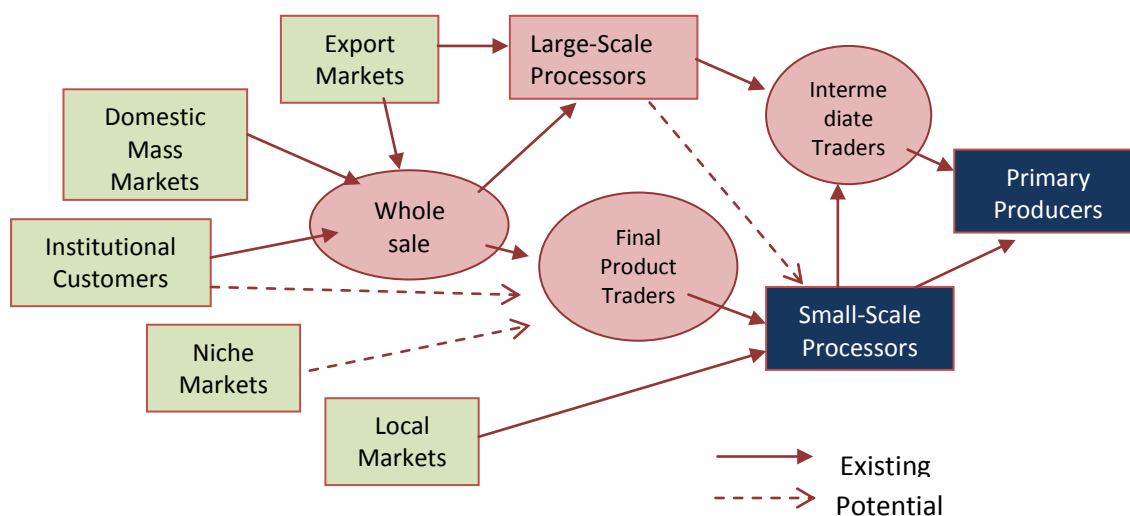 Export
Markets
Large-Scale
Processors
Interme
diate
Traders
Domestic
Mass
Markets
Primary
Producers
Whole
sale
Institutional
Customers
Final
Product
Traders
Small-Scale
Processors
Niche
Markets
Local
Markets
Existing
Potential